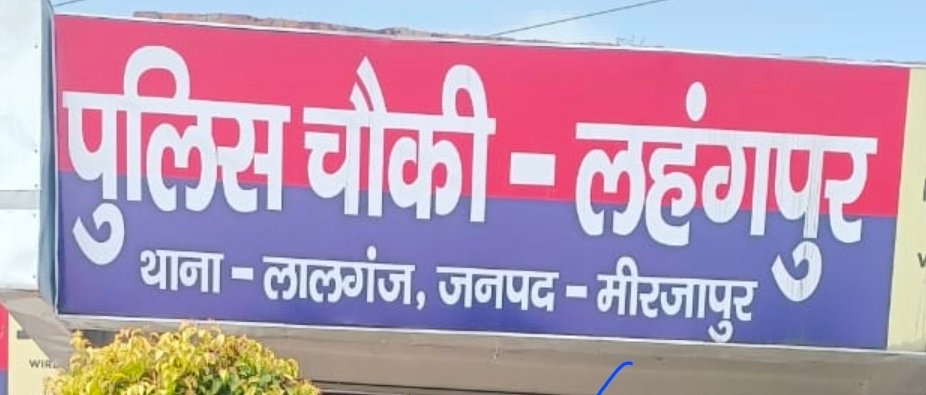 पुलिस चौकी - लहंगपुर
थाना - लालगंज, जनपद - मीरजापुर